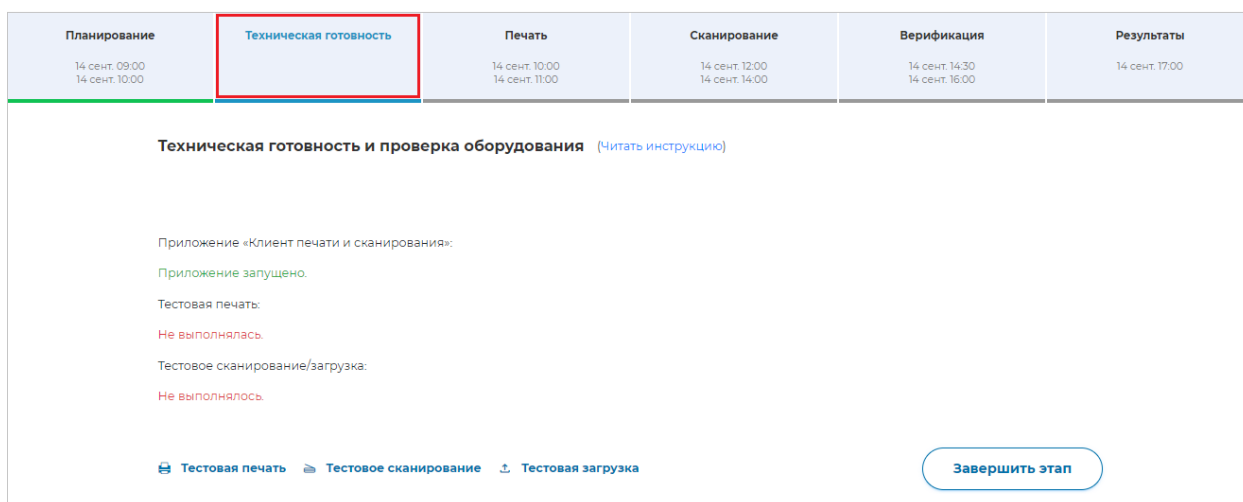 Планирование
14 сент. 09:00
14 сент. 10:00
Техническая готовность
Печать
14 сент. 10:00
14 сент. 11:00
Сканирование
14 сент. 12:00
14 сент. 14:00
Верификация
14 сент. 14:30
14 сент. 16:00
Результаты
14 сент. 17:00
Техническая готовность и проверка оборудования (Читать инструкцию)
Приложение «Клиент печати и сканирования»:
Приложение запущено.
Тестовая печать:
Не выполнялась.
Тестовое сканирование/загрузка:
Не выполнялось.
Тестовая печать Тестовое сканирование Тестовая загрузка Завершить этап